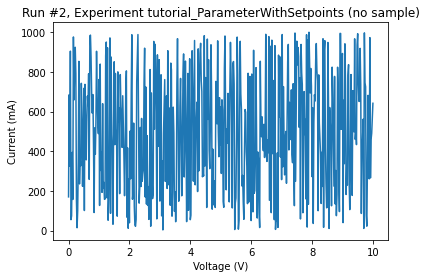 Run #2, Experiment tutorial_ParameterWithSetpoints (no sample)
1000
800
600
400
200
0
Current (mA)
0 2 4 6 8 10
Voltage (V)